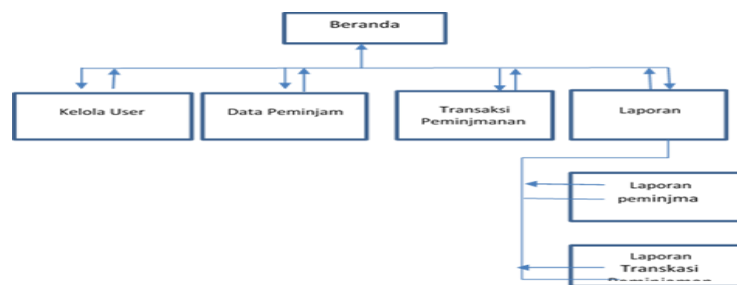 Beranda
Kelola User
Data Peminjam
Transaksi
Peminjmanan
Laporan
Laporan
peminjma
Laporan
Transkasi